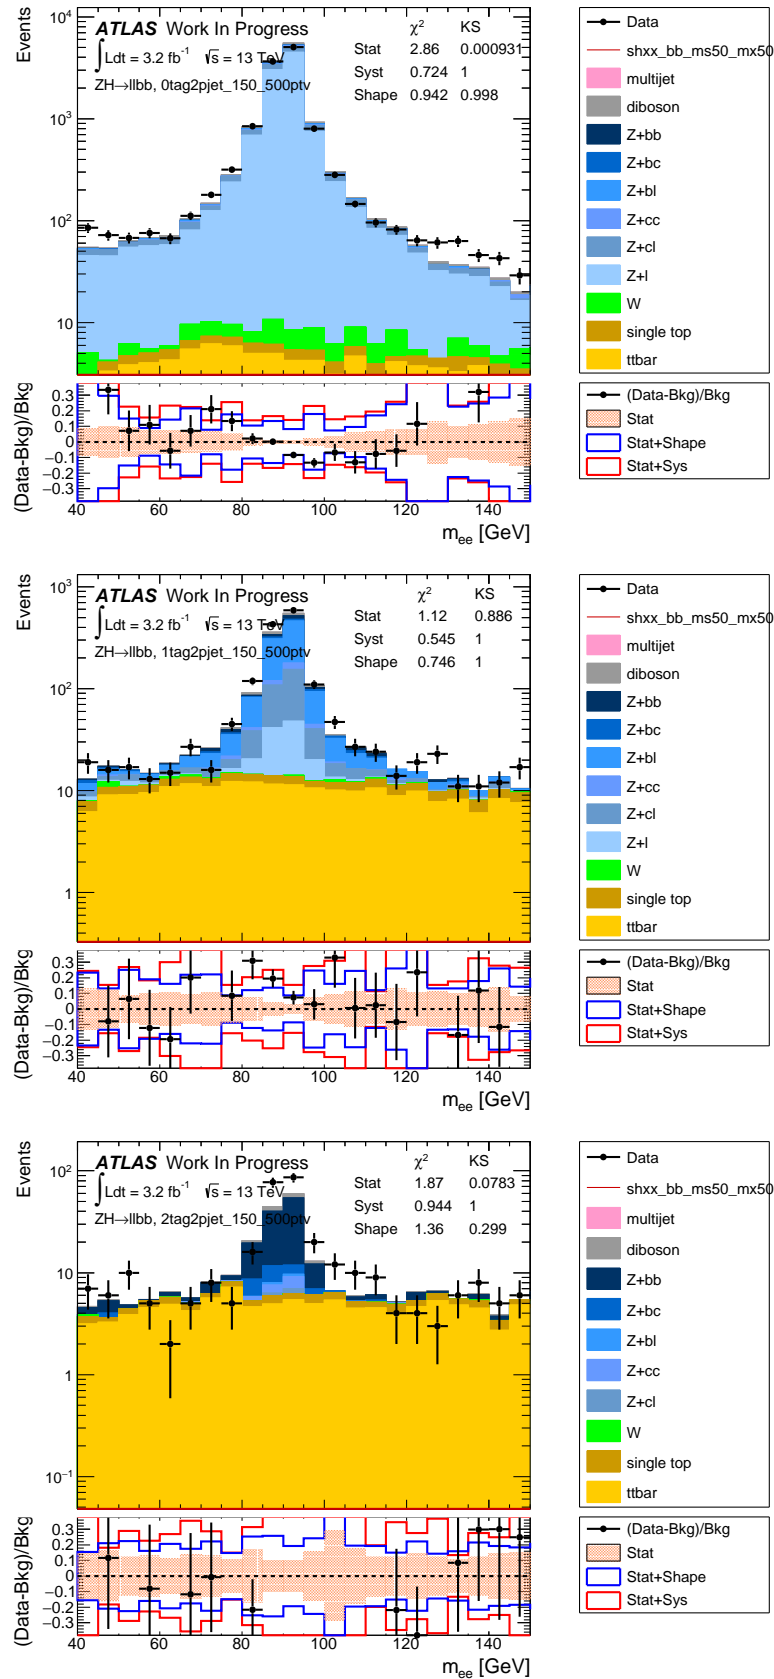 Events
10⁴
10³
10²
10
ATLAS Work In Progress
∫ Ldt = 3.2 fb⁻¹ √s = 13 TeV
ZH→llbb, 0tag2pjet_150_500ptv
χ² KS
Stat 2.86 0.000931
Syst 0.724 1
Shape 0.942 0.998
Data
shxx_bb_ms50_mx50
multijet
diboson
Z+bb
Z+bc
Z+bl
Z+cc
Z+cl
Z+l
W
single top
ttbar
(Data-Bkg)/Bkg
0.3
0.2
0.1
0
−0.1
−0.2
−0.3
40 60 80 100 120 140
m_ee [GeV]
(Data-Bkg)/Bkg
Stat
Stat+Shape
Stat+Sys
Events
10³
10²
10
1
ATLAS Work In Progress
∫ Ldt = 3.2 fb⁻¹ √s = 13 TeV
ZH→llbb, 1tag2pjet_150_500ptv
χ² KS
Stat 1.12 0.886
Syst 0.545 1
Shape 0.746 1
Data
shxx_bb_ms50_mx50
multijet
diboson
Z+bb
Z+bc
Z+bl
Z+cc
Z+cl
Z+l
W
single top
ttbar
(Data-Bkg)/Bkg
0.3
0.2
0.1
0
−0.1
−0.2
−0.3
40 60 80 100 120 140
m_ee [GeV]
(Data-Bkg)/Bkg
Stat
Stat+Shape
Stat+Sys
Events
10²
10
1
10⁻¹
ATLAS Work In Progress
∫ Ldt = 3.2 fb⁻¹ √s = 13 TeV
ZH→llbb, 2tag2pjet_150_500ptv
χ² KS
Stat 1.87 0.0783
Syst 0.944 1
Shape 1.36 0.299
Data
shxx_bb_ms50_mx50
multijet
diboson
Z+bb
Z+bc
Z+bl
Z+cc
Z+cl
W
single top
ttbar
(Data-Bkg)/Bkg
0.3
0.2
0.1
0
−0.1
−0.2
−0.3
40 60 80 100 120 140
m_ee [GeV]
(Data-Bkg)/Bkg
Stat
Stat+Shape
Stat+Sys